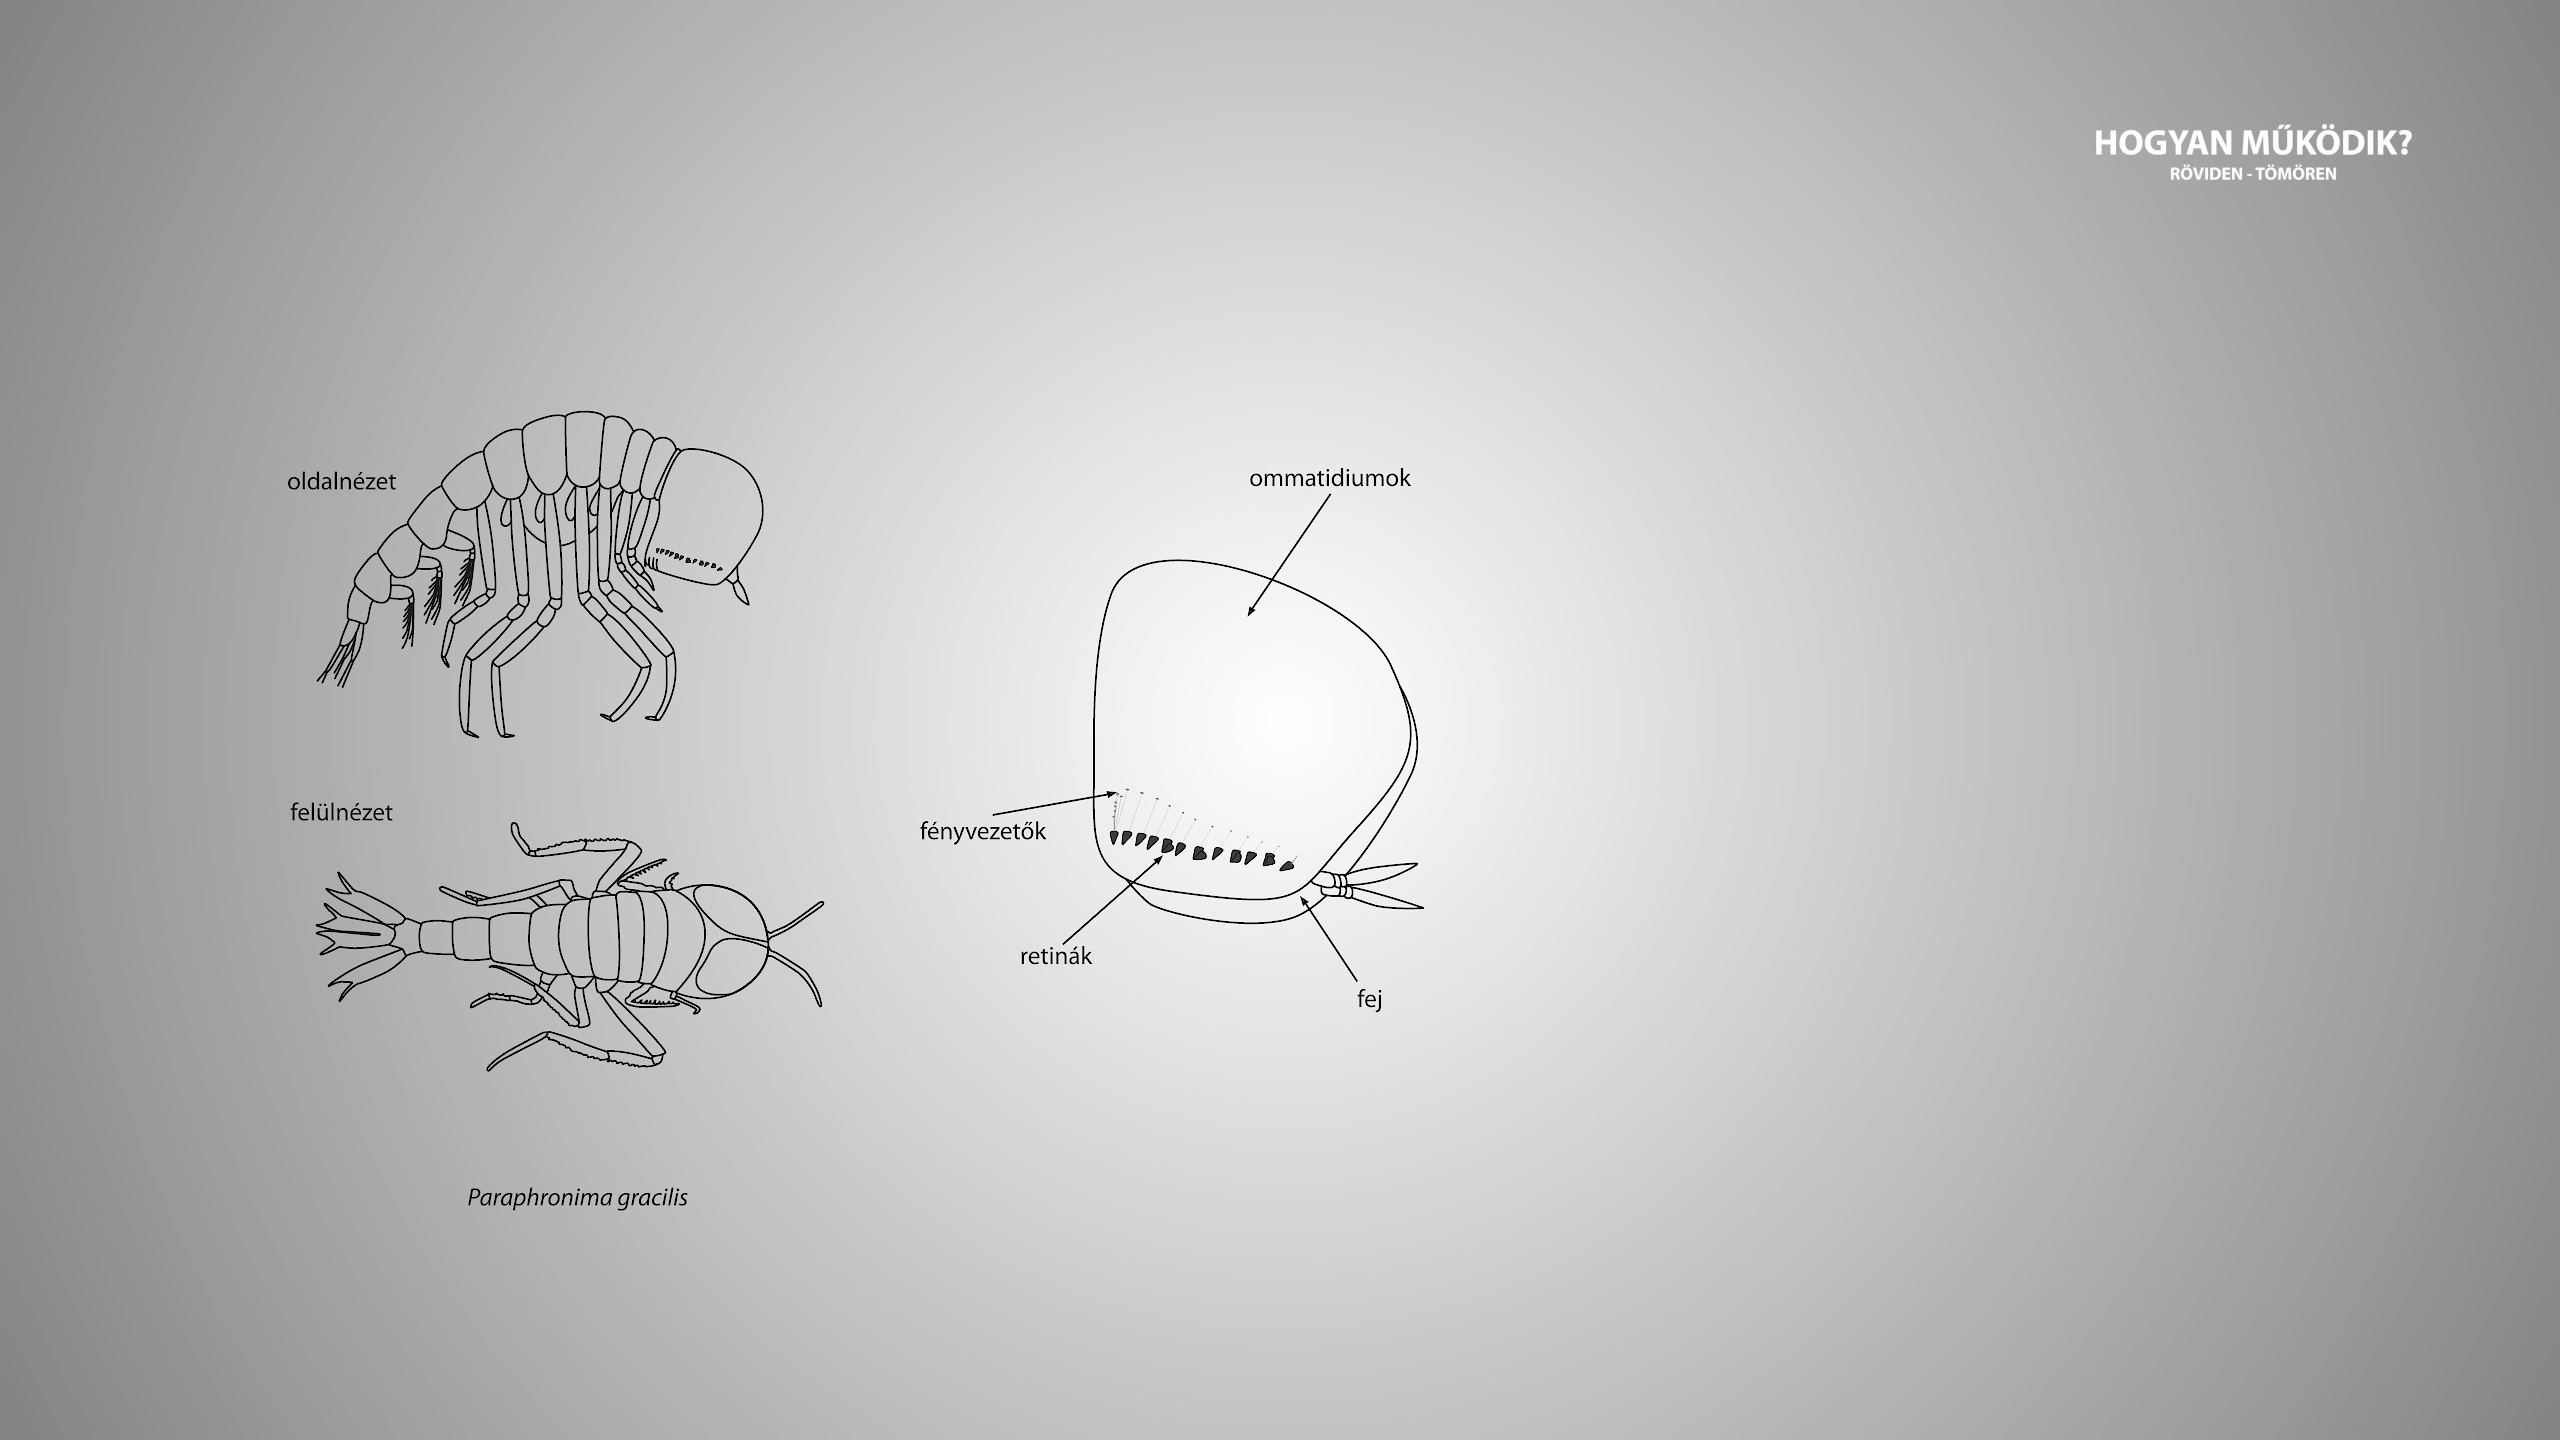 HOGYAN MŰKÖDIK?
RÖVIDEN - TÖMÖREN
oldalnézet
felülnézet
Paraphronima gracilis
ommatidiumok
fényvezetők
retinák
fej